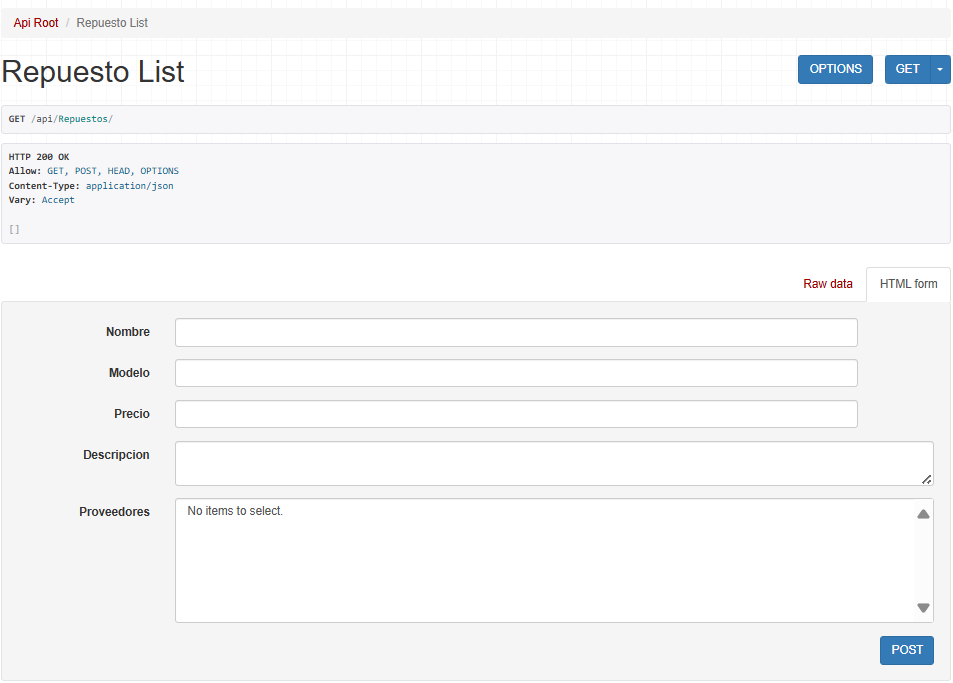 Api Root / Repuesto List
Repuesto List
OPTIONS
GET
GET /api/Repuestos/
HTTP 200 OK
Allow: GET, POST, HEAD, OPTIONS
Content-Type: application/json
Vary: Accept
[]
Raw data
HTML form
Nombre
Modelo
Precio
Descripcion
Proveedores
No items to select.
POST